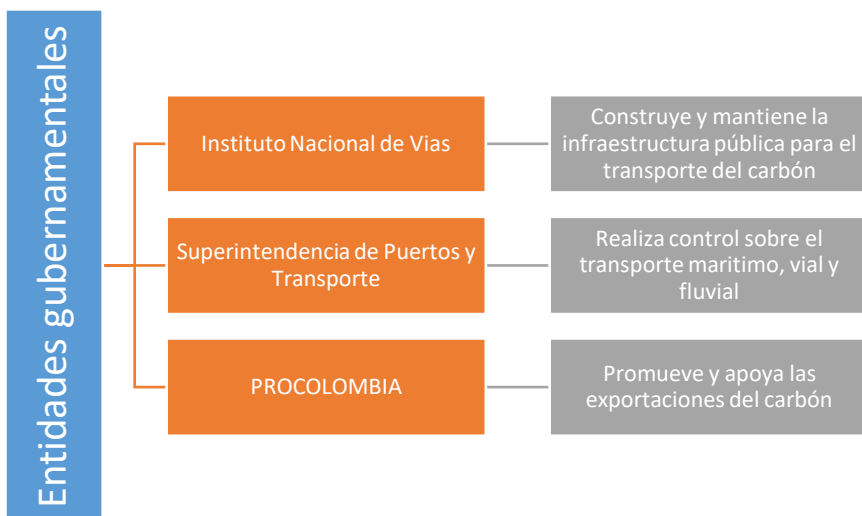 Entidades gubernamentales
Instituto Nacional de Vias
Construye y mantiene la
infraestructura pública para el
transporte del carbón
Superintendencia de Puertos y
Transporte
Realiza control sobre el
transporte maritimo, vial y
fluvial
PROCOLOMBIA
Promueve y apoya las
exportaciones del carbón